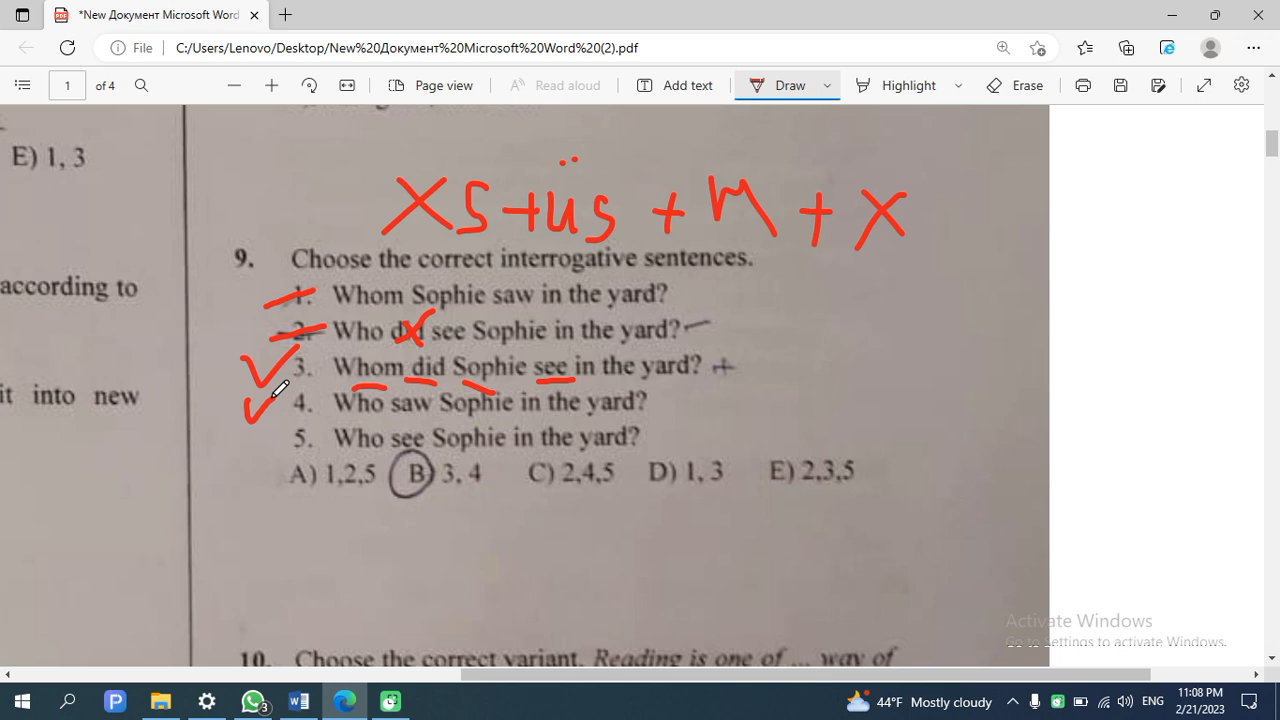 *New Документ Microsoft Word
File C:/Users/Lenovo/Desktop/New%20Документ%20Microsoft%20Word%20(2).pdf
1 of 4 Page view Read aloud Add text Draw Highlight Erase
E) 1, 3
according to
it into new
Xs+üs + M + X
9. Choose the correct interrogative sentences.
1. Whom Sophie saw in the yard?
2. Who did see Sophie in the yard?
3. Whom did Sophie see in the yard? +
4. Who saw Sophie in the yard?
5. Who see Sophie in the yard?
A) 1,2,5 B) 3, 4 C) 2,4,5 D) 1, 3 E) 2,3,5
10. Choose the correct variant. Reading is one of ... way of
Activate Windows
Go to Settings to activate Windows.
3 44°F Mostly cloudy ENG 11:08 PM
2/21/2023